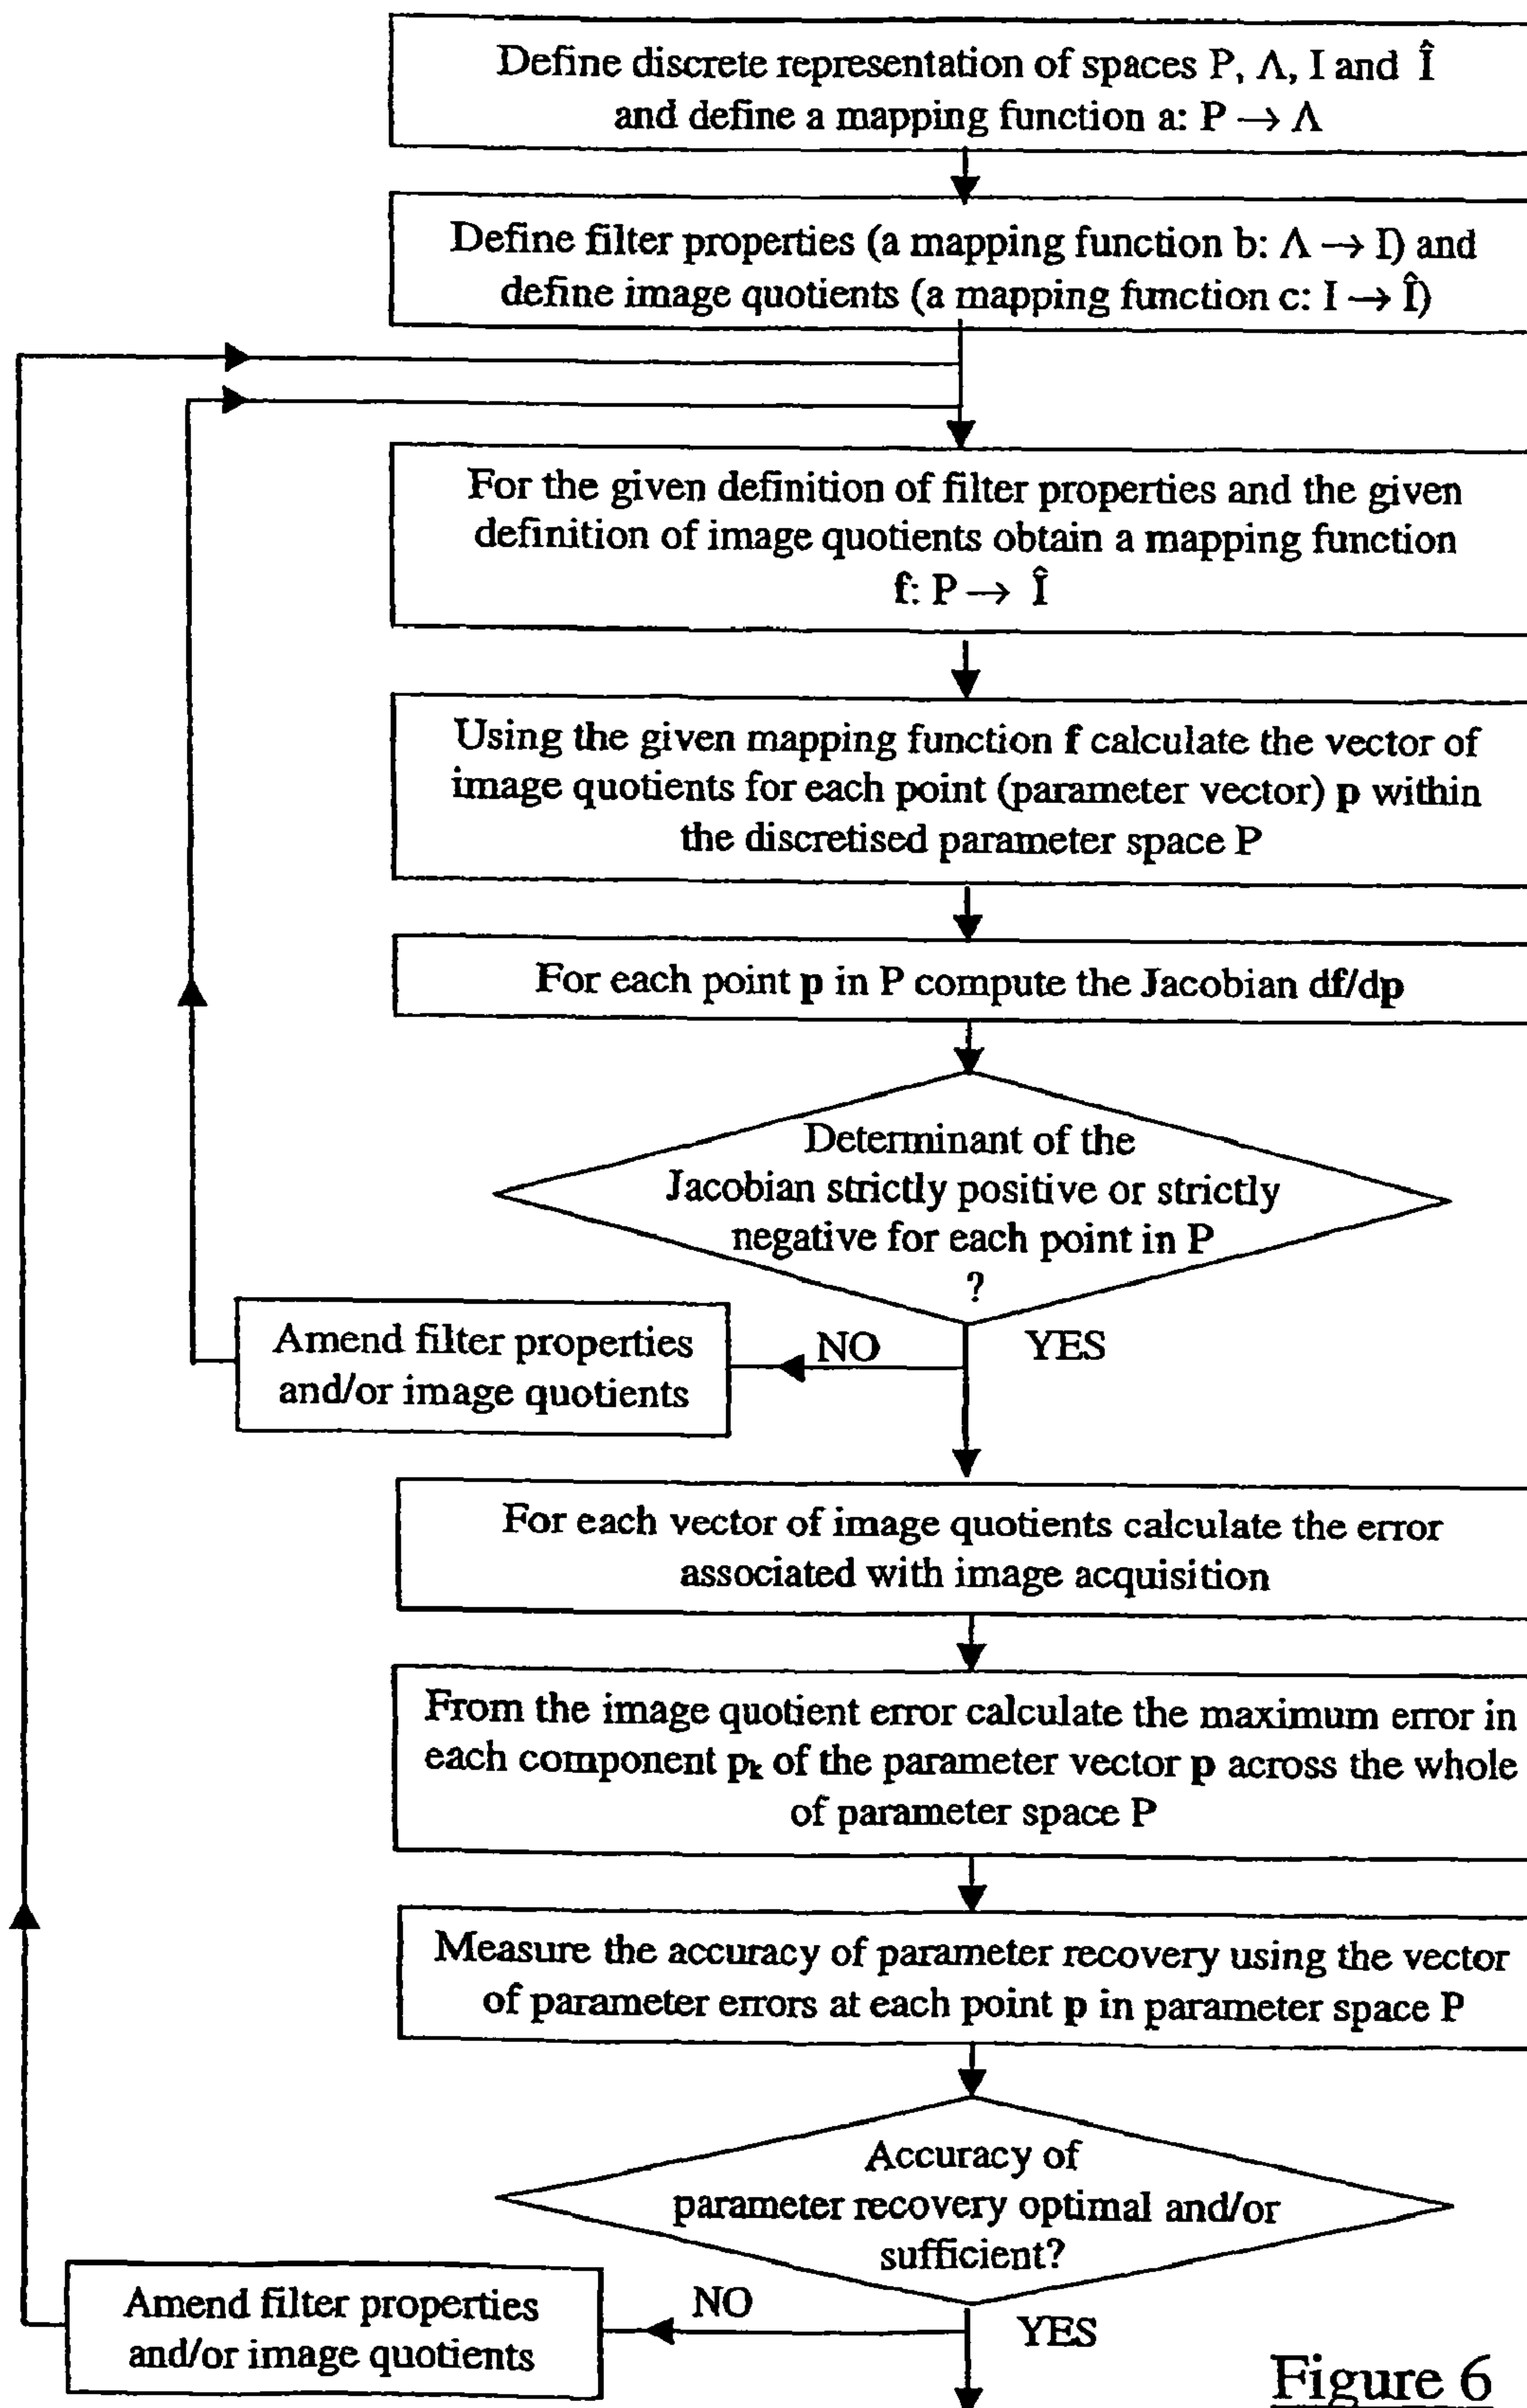 Define discrete representation of spaces P, Λ, I and Î
and define a mapping function a: P → Λ
Define filter properties (a mapping function b: Λ → I) and
define image quotients (a mapping function c: I → Î)
For the given definition of filter properties and the given
definition of image quotients obtain a mapping function
f: P → Î
Using the given mapping function f calculate the vector of
image quotients for each point (parameter vector) p within
the discretised parameter space P
For each point p in P compute the Jacobian df/dp
Determinant of the
Jacobian strictly positive or strictly
negative for each point in P
?
NO
YES
Amend filter properties
and/or image quotients
For each vector of image quotients calculate the error
associated with image acquisition
From the image quotient error calculate the maximum error in
each component pₖ of the parameter vector p across the whole
of parameter space P
Measure the accuracy of parameter recovery using the vector
of parameter errors at each point p in parameter space P
Accuracy of
parameter recovery optimal and/or
sufficient?
NO
YES
Amend filter properties
and/or image quotients
Figure 6